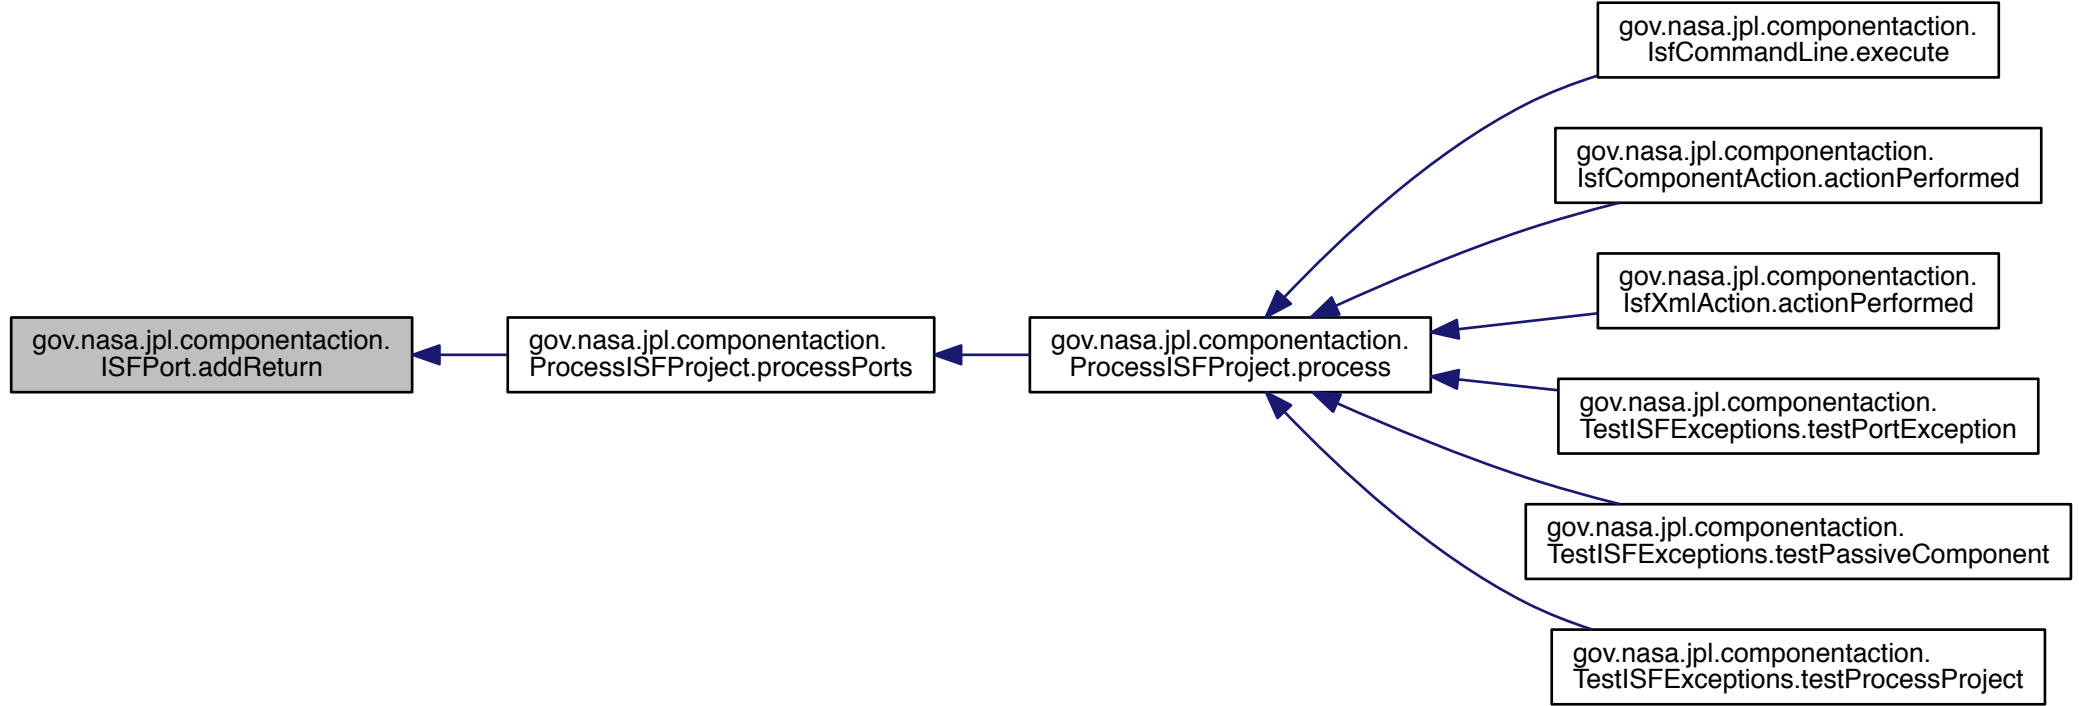 gov.nasa.jpl.componentaction.
IsfCommandLine.execute
gov.nasa.jpl.componentaction.
IsfComponentAction.actionPerformed
gov.nasa.jpl.componentaction.
IsfXmlAction.actionPerformed
gov.nasa.jpl.componentaction.
ISFPort.addReturn
gov.nasa.jpl.componentaction.
ProcessISFProject.processPorts
gov.nasa.jpl.componentaction.
ProcessISFProject.process
gov.nasa.jpl.componentaction.
TestISFExceptions.testPortException
gov.nasa.jpl.componentaction.
TestISFExceptions.testPassiveComponent
gov.nasa.jpl.componentaction.
TestISFExceptions.testProcessProject